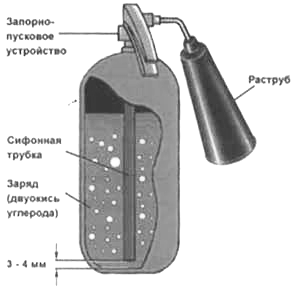 Запорно-
пусковое
устройство
Раструб
Сифонная
трубка
Заряд
(двуокись
углерода)
3 - 4 мм